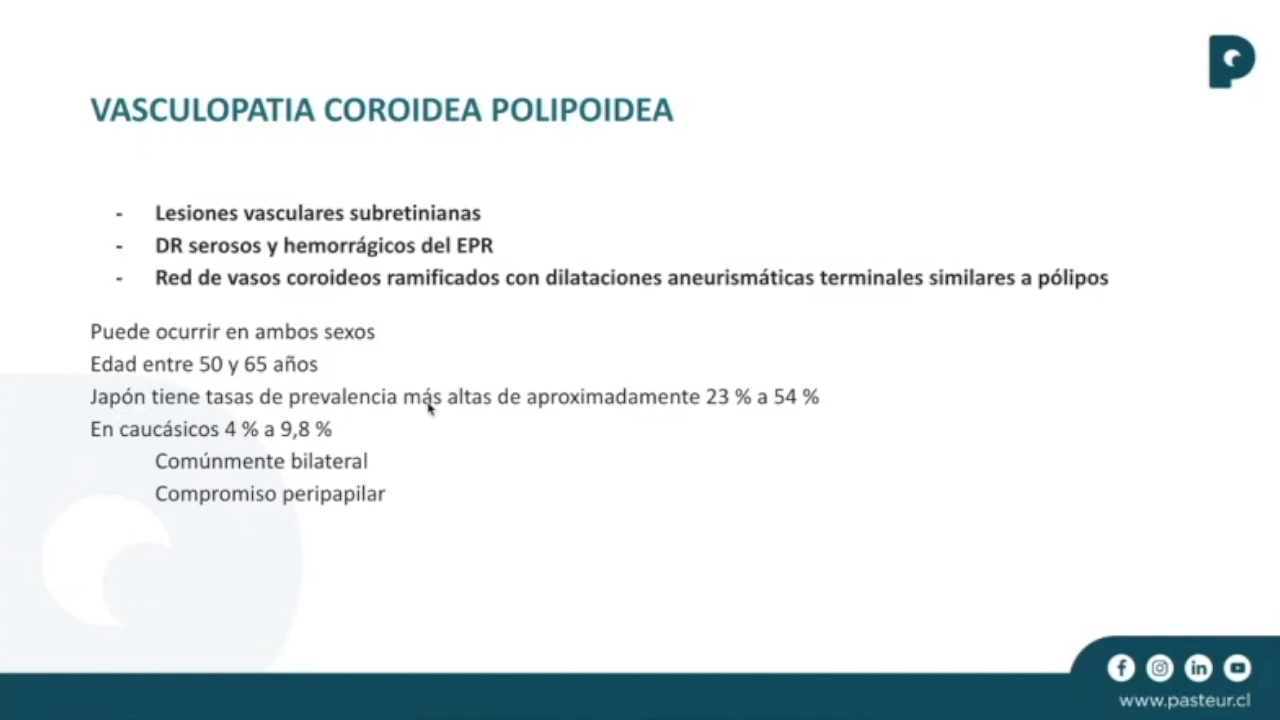 VASCULOPATIA COROIDEA POLIPOIDEA
- Lesiones vasculares subretinianas
- DR serosos y hemorrágicos del EPR
- Red de vasos coroideos ramificados con dilataciones aneurismáticas terminales similares a pólipos
Puede ocurrir en ambos sexos
Edad entre 50 y 65 años
Japón tiene tasas de prevalencia más altas de aproximadamente 23 % a 54 %
En caucásicos 4 % a 9,8 %
Comúnmente bilateral
Compromiso peripapilar
www.pasteur.cl